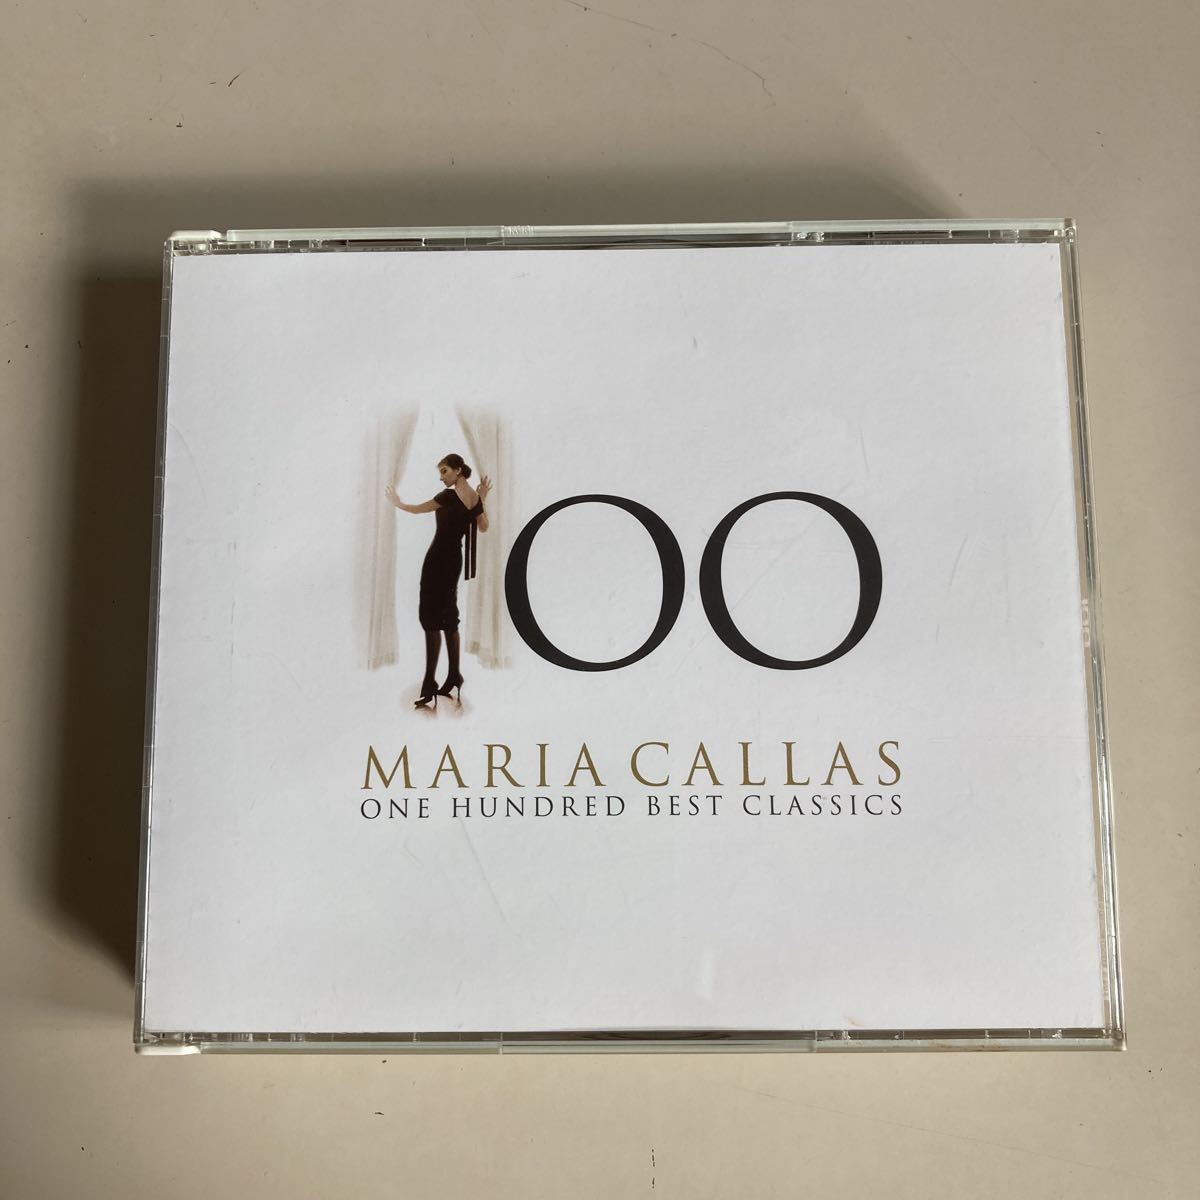 100
MARIA CALLAS
ONE HUNDRED BEST CLASSICS